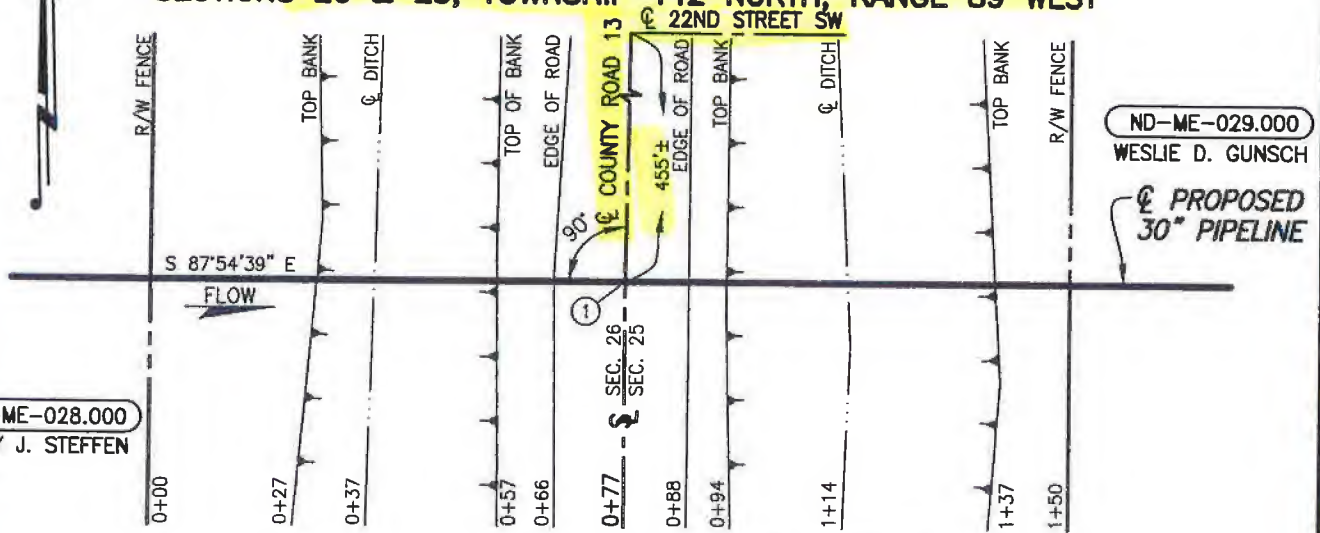 22ND STREET SW
R/W FENCE
TOP BANK
℄ DITCH
TOP OF BANK
EDGE OF ROAD
℄ COUNTY ROAD 13
455'±
EDGE OF ROAD
TOP BANK
℄ DITCH
TOP BANK
R/W FENCE
ND-ME-029.000
WESLIE D. GUNSCH
℄ PROPOSED
30" PIPELINE
90°
S 87°54'39" E
FLOW
1
SEC. 26
SEC. 25
ME-028.000
J. STEFFEN
0+00
0+27
0+37
0+57
0+66
0+77
0+88
0+94
1+14
1+37
1+50